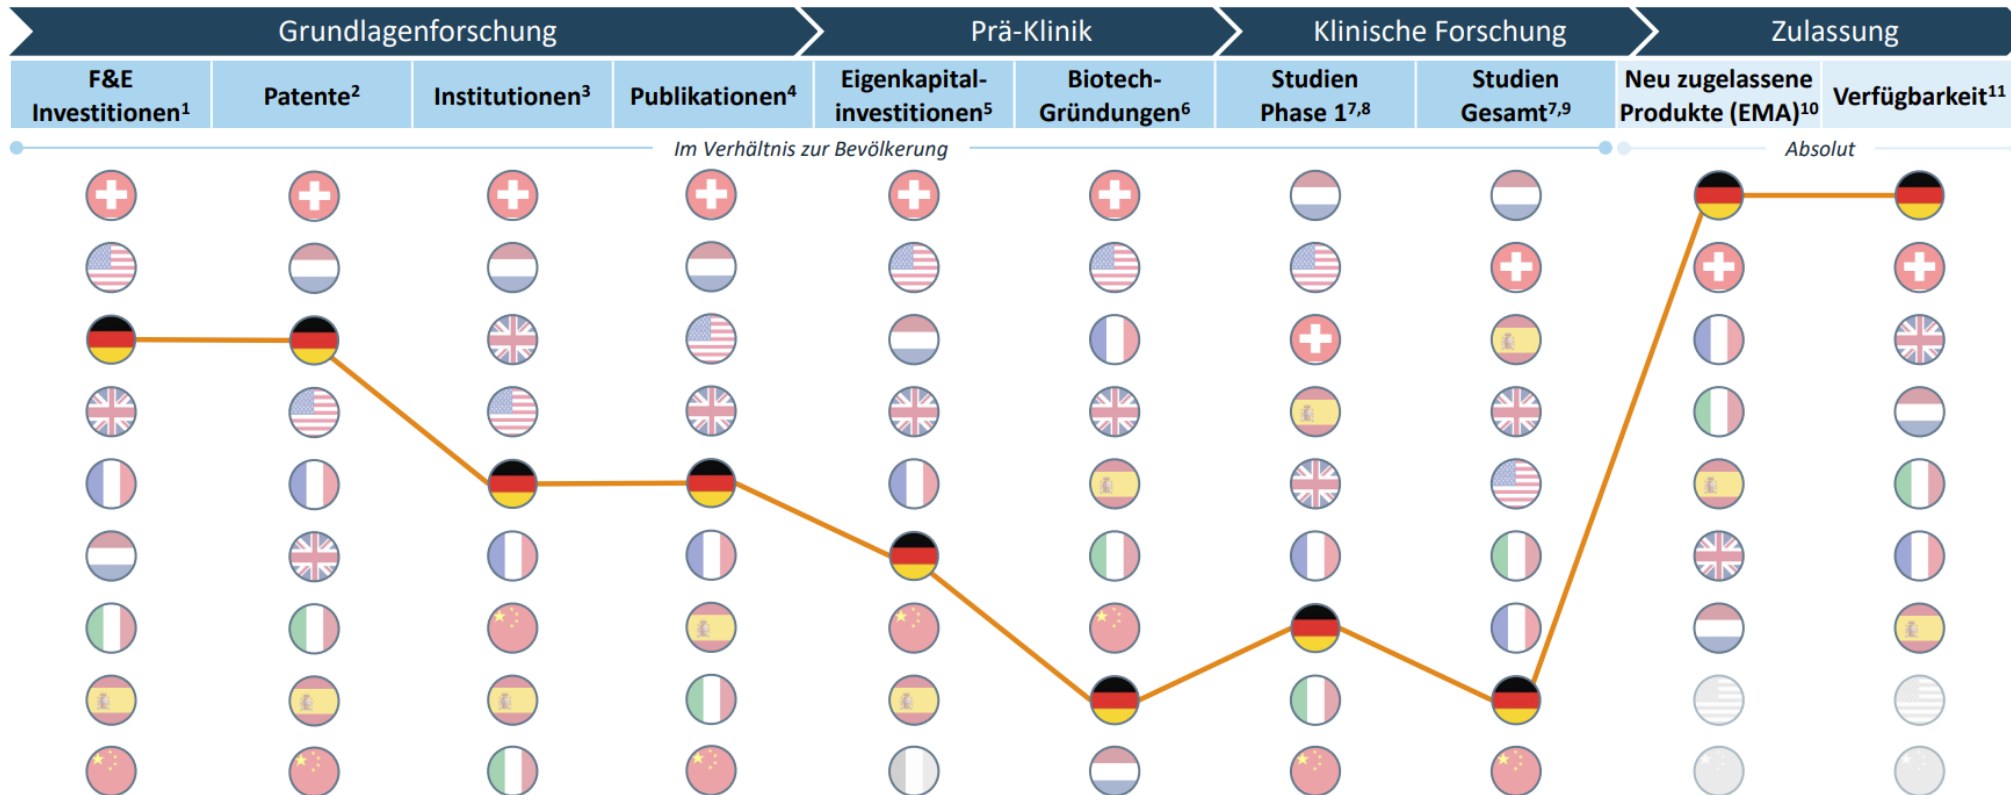 Grundlagenforschung
Prä-Klinik
Klinische Forschung
Zulassung
F&E
Investitionen¹
Patente²
Institutionen³
Publikationen⁴
Eigenkapital-
investitionen⁵
Biotech-
Gründungen⁶
Studien
Phase 1⁷,⁸
Studien
Gesamt⁷,⁹
Neu zugelassene
Produkte (EMA)¹⁰
Verfügbarkeit¹¹
Im Verhältnis zur Bevölkerung
Absolut